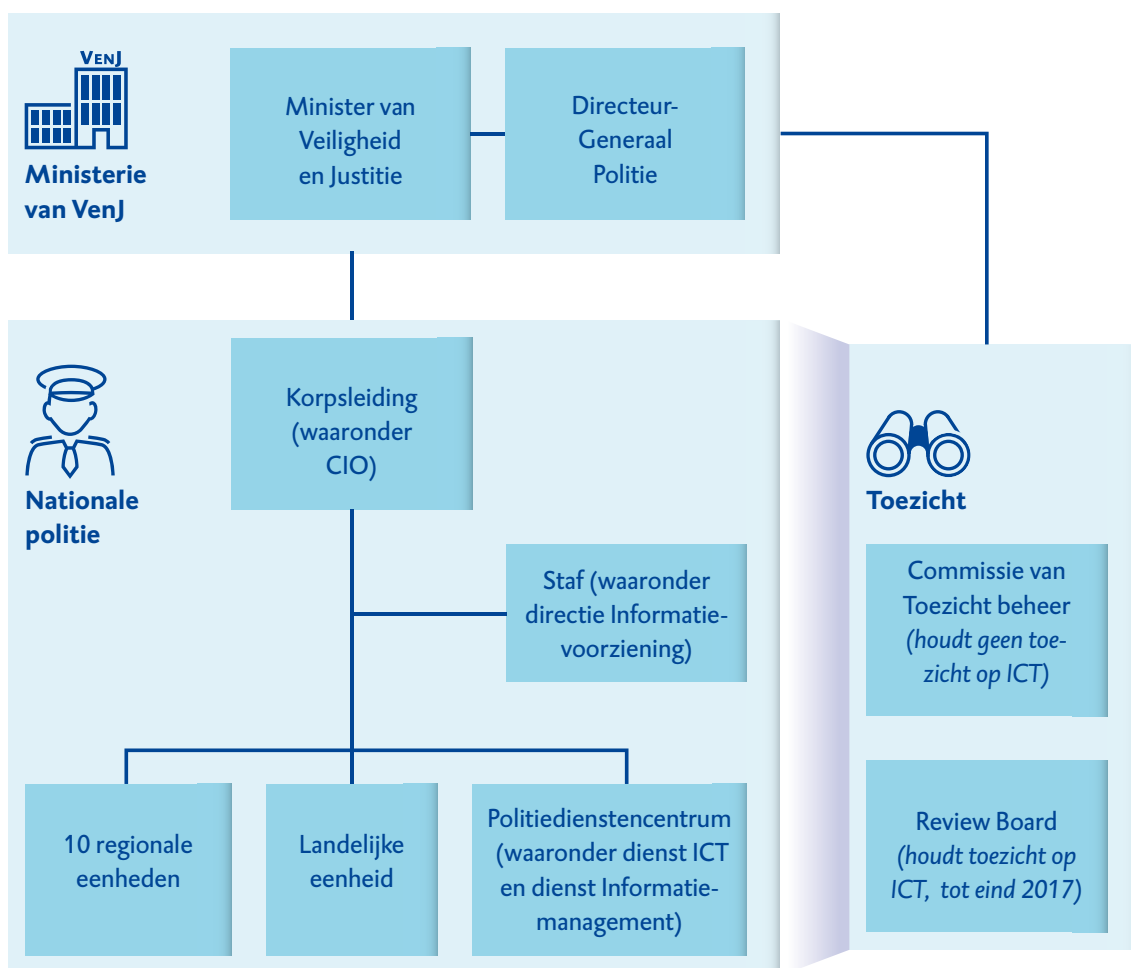 VENJ
Ministerie
van VenJ
Minister van
Veiligheid
en Justitie
Directeur-
Generaal
Politie
Nationale
politie
Korpsleiding
(waaronder
CIO)
Staf (waaronder
directie Informatie-
voorziening)
10 regionale
eenheden
Landelijke
eenheid
Politiedienstencentrum
(waaronder dienst ICT
en dienst Informatie-
management)
Toezicht
Commissie van
Toezicht beheer
(houdt geen toe-
zicht op ICT)
Review Board
(houdt toezicht op
ICT, tot eind 2017)